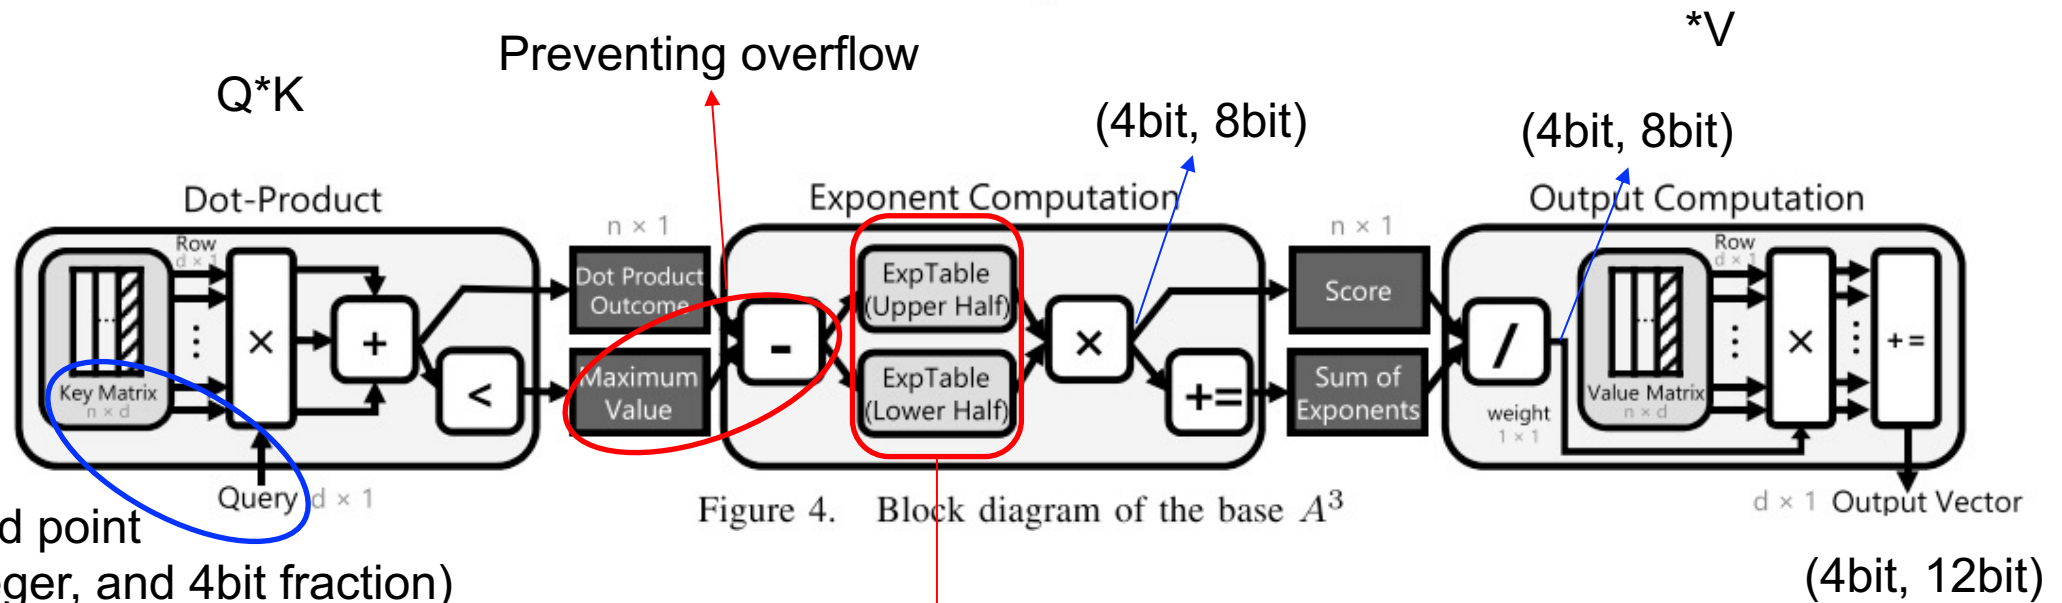 *V
Preventing overflow
Q*K
(4bit, 8bit)
(4bit, 8bit)
Dot-Product
Row
d × 1
×
+
<
Key Matrix
n × d
Query d × 1
n × 1
Dot Product
Outcome
Maximum
Value
Exponent Computation
-
ExpTable
(Upper Half)
ExpTable
(Lower Half)
×
+=
n × 1
Score
Sum of
Exponents
Output Computation
/
weight
1 × 1
Row
d × 1
Value Matrix
n × d
×
+=
d × 1 Output Vector
Figure 4. Block diagram of the base A³
d point
eger, and 4bit fraction)
(4bit, 12bit)